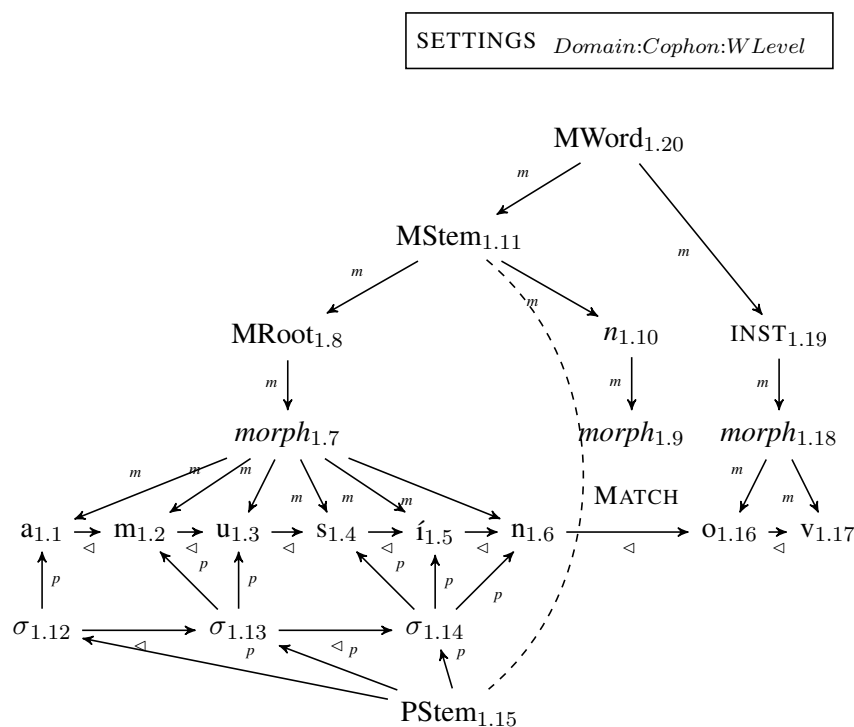 SETTINGS Domain:Cophon:WLevel
MWord1.20
m
MStem1.11
m m
m m
MRoot1.8 n1.10 INST1.19
m m m
morph1.7 morph1.9 morph1.18
m m m m m m m m
MATCH
a1.1 m1.2 u1.3 s1.4 í1.5 n1.6 o1.16 v1.17
◁ ◁ ◁ ◁ ◁ ◁ ◁
p p p p p p
σ1.12 σ1.13 σ1.14
◁ ◁
p p p
PStem1.15